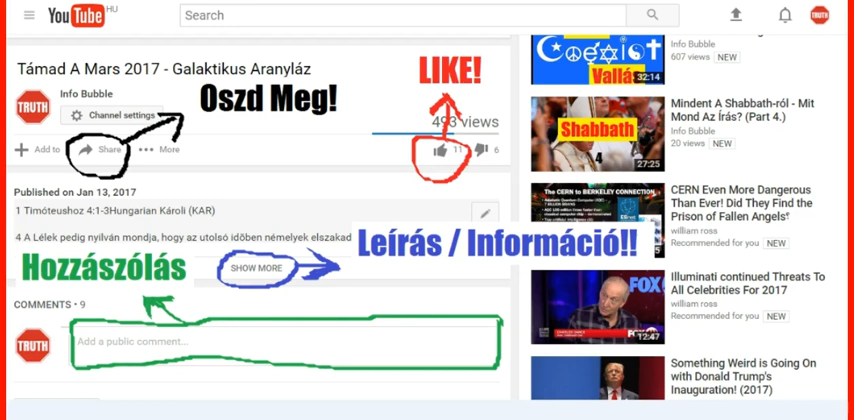 YouTube HU
Search
TRUTH
Támad A Mars 2017 - Galaktikus Aranyláz
TRUTH
Info Bubble
Channel settings
Oszd Meg!
LIKE!
493 views
Add to
Share
More
11
6
Published on Jan 13, 2017
1 Timóteushoz 4:1-3Hungarian Károli (KAR)
4 A Lélek pedig nyilván mondja, hogy az utolsó időben némelyek elszakad
Leírás / Információ!!
Hozzászólás
SHOW MORE
COMMENTS • 9
TRUTH
Add a public comment...
Coexist
Vallás
32:14
Info Bubble
607 views NEW
Shabbath
4
27:25
Mindent A Shabbath-ról - Mit
Mond Az Írás? (Part 4.)
Info Bubble
20 views NEW
The CERN to BERKELEY CONNECTION
CERN Even More Dangerous
Than Ever! Did They Find the
Prison of Fallen Angels"
william ross
Recommended for you NEW
FOX
12:47
Illuminati continued Threats To
All Celebrities For 2017
william ross
Recommended for you NEW
Something Weird is Going On
with Donald Trump's
Inauguration! (2017)